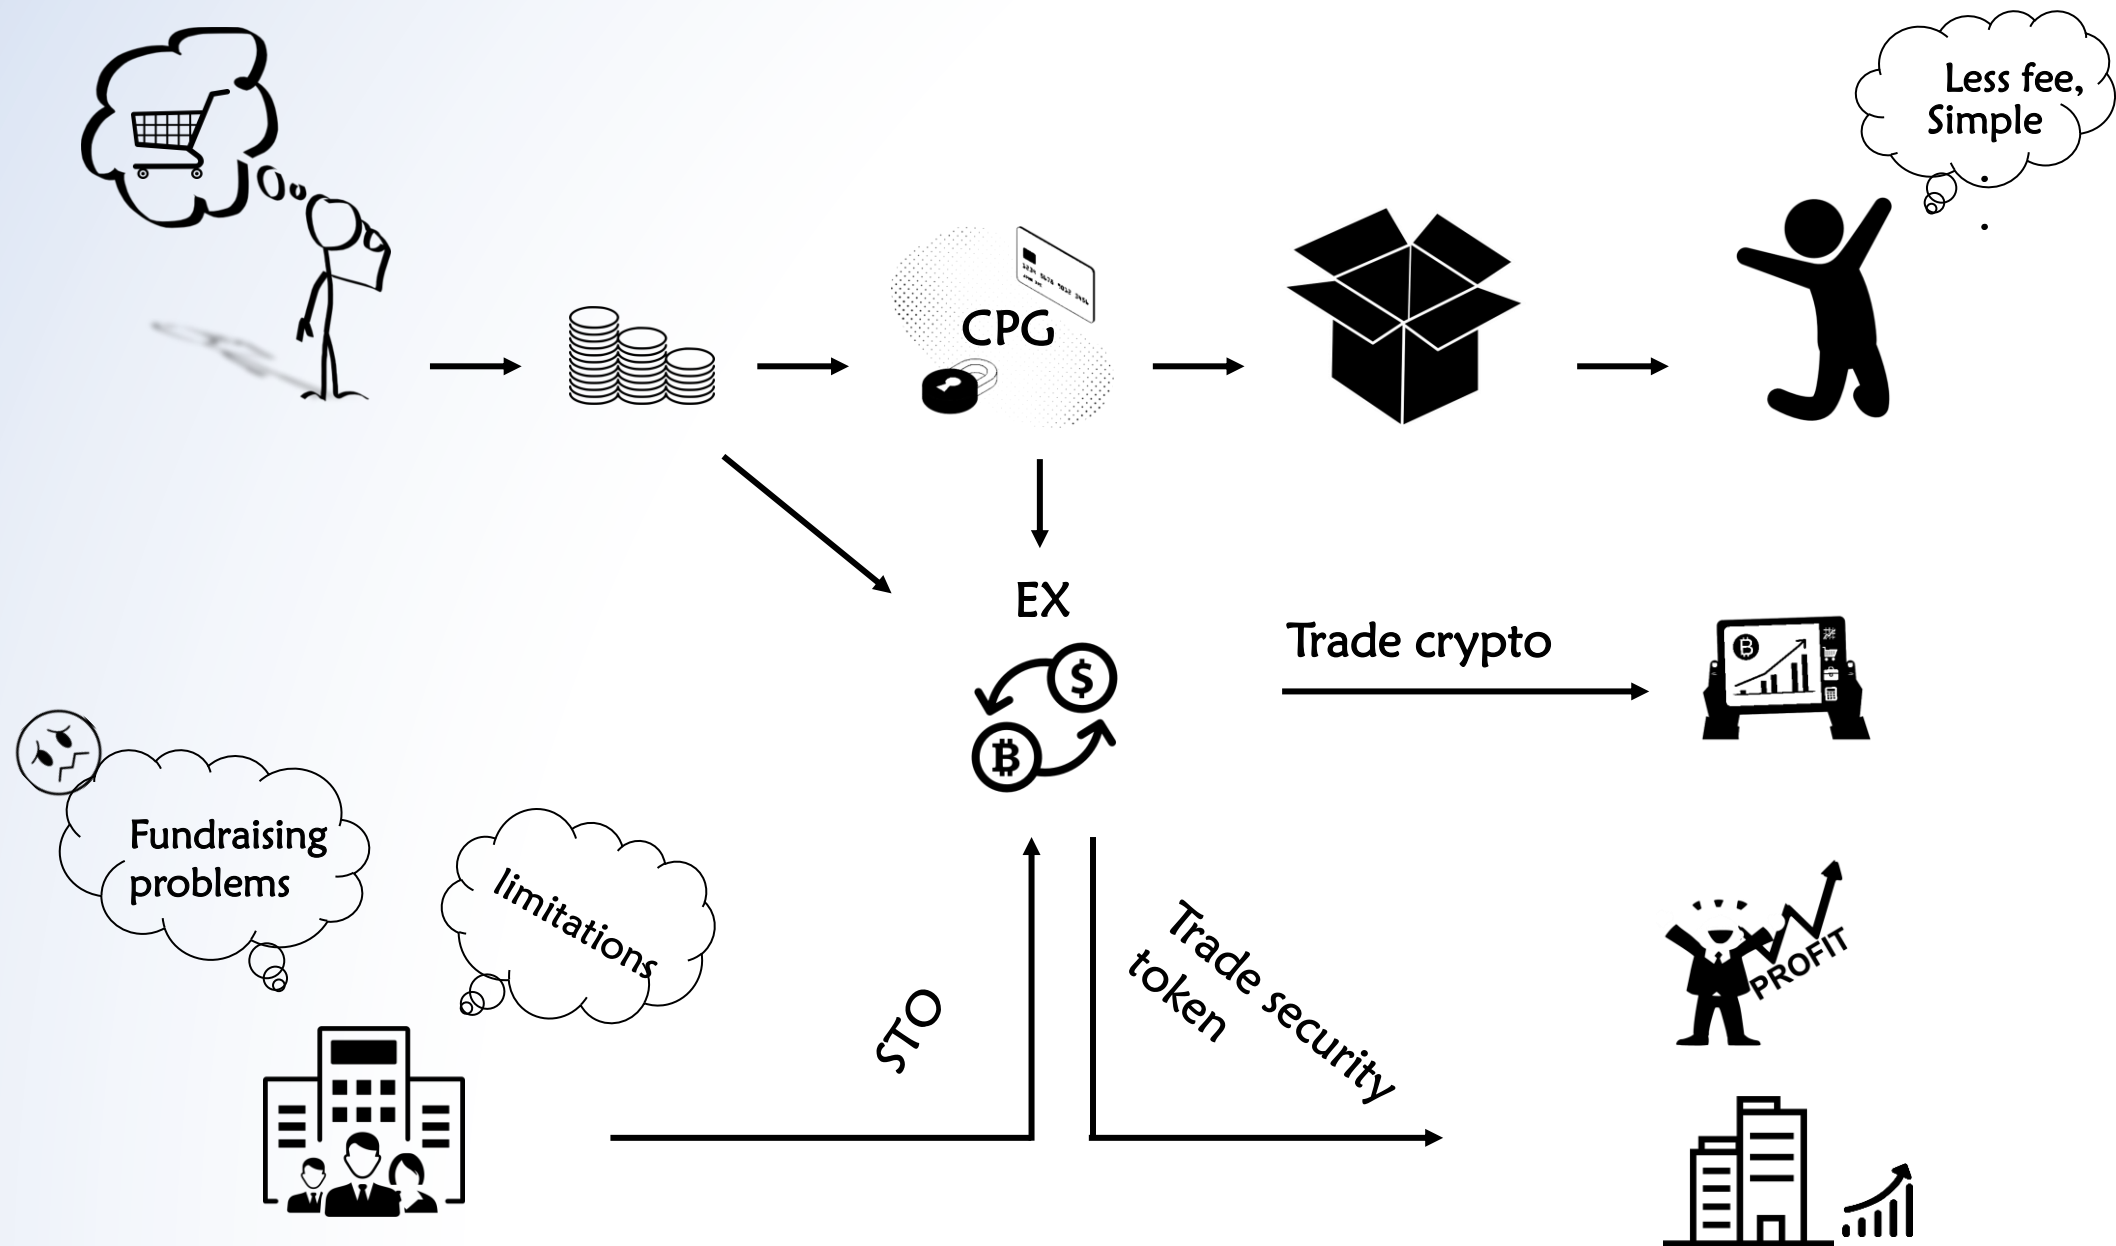 Less fee,
Simple
CPG
EX
$
B
Trade crypto
B
Fundraising
problems
limitations
STO
Trade security
token
PROFIT